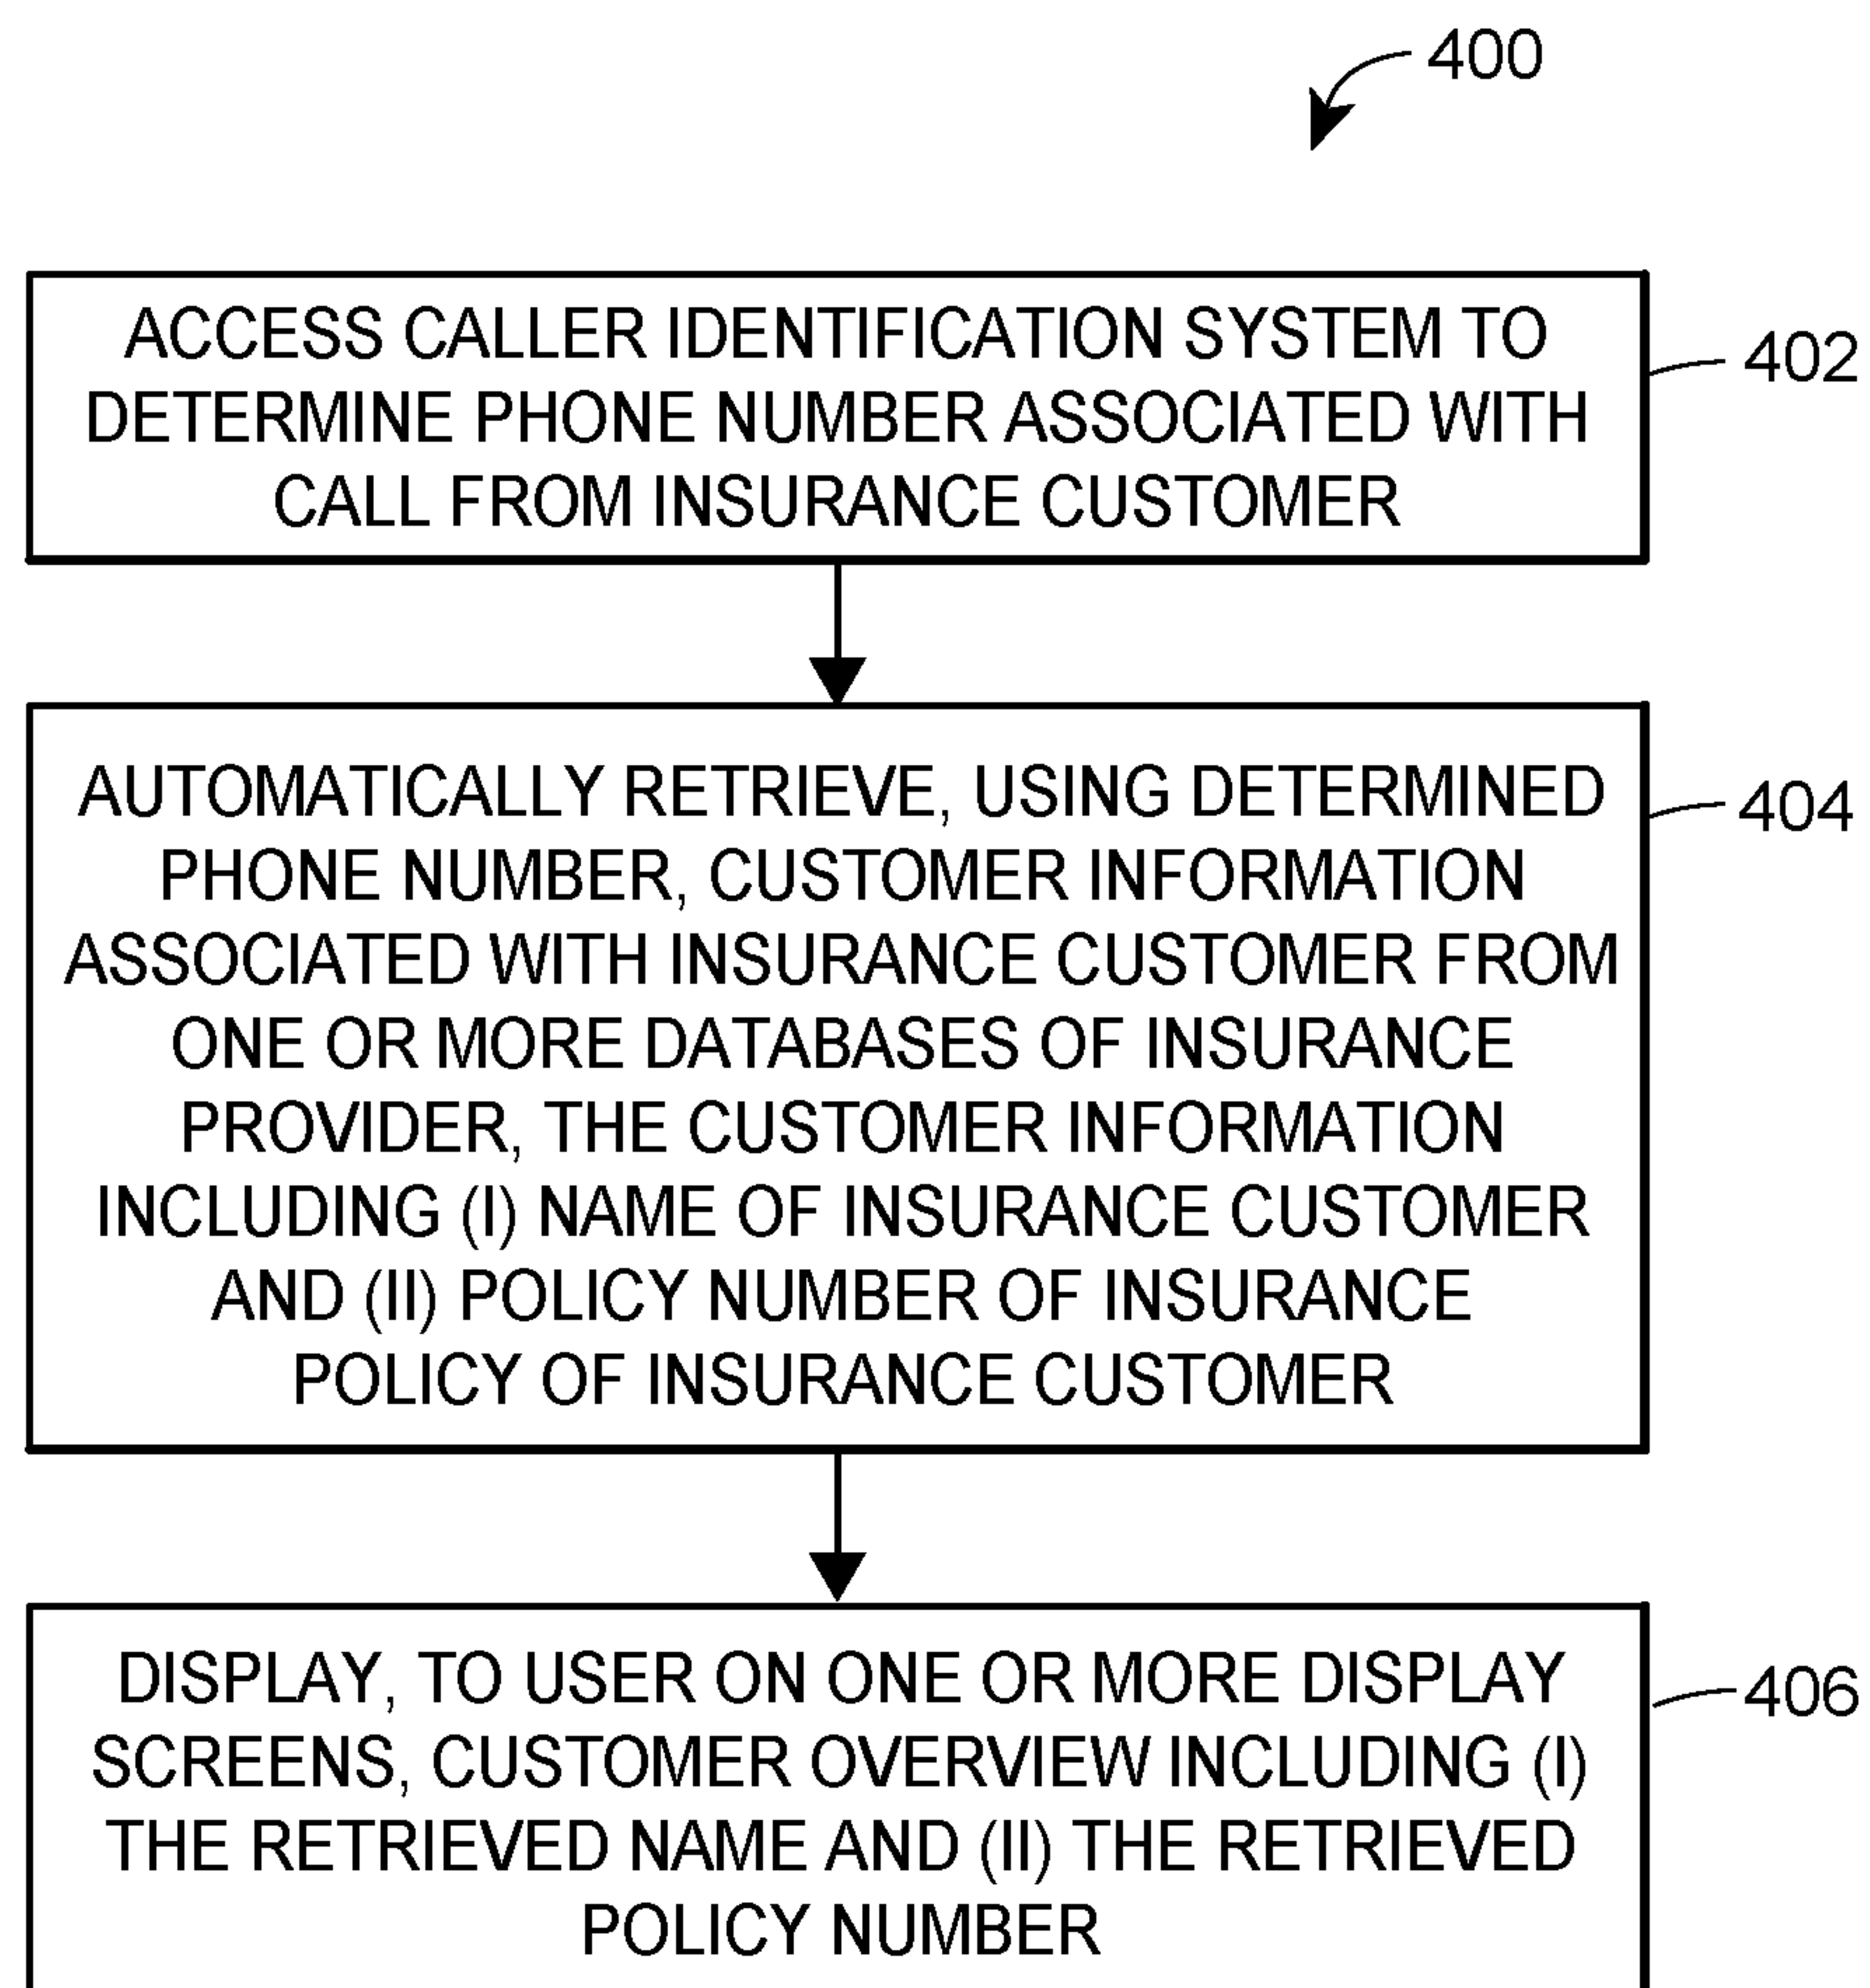 400
ACCESS CALLER IDENTIFICATION SYSTEM TO
DETERMINE PHONE NUMBER ASSOCIATED WITH
CALL FROM INSURANCE CUSTOMER
402
AUTOMATICALLY RETRIEVE, USING DETERMINED
PHONE NUMBER, CUSTOMER INFORMATION
ASSOCIATED WITH INSURANCE CUSTOMER FROM
ONE OR MORE DATABASES OF INSURANCE
PROVIDER, THE CUSTOMER INFORMATION
INCLUDING (I) NAME OF INSURANCE CUSTOMER
AND (II) POLICY NUMBER OF INSURANCE
POLICY OF INSURANCE CUSTOMER
404
DISPLAY, TO USER ON ONE OR MORE DISPLAY
SCREENS, CUSTOMER OVERVIEW INCLUDING (I)
THE RETRIEVED NAME AND (II) THE RETRIEVED
POLICY NUMBER
406